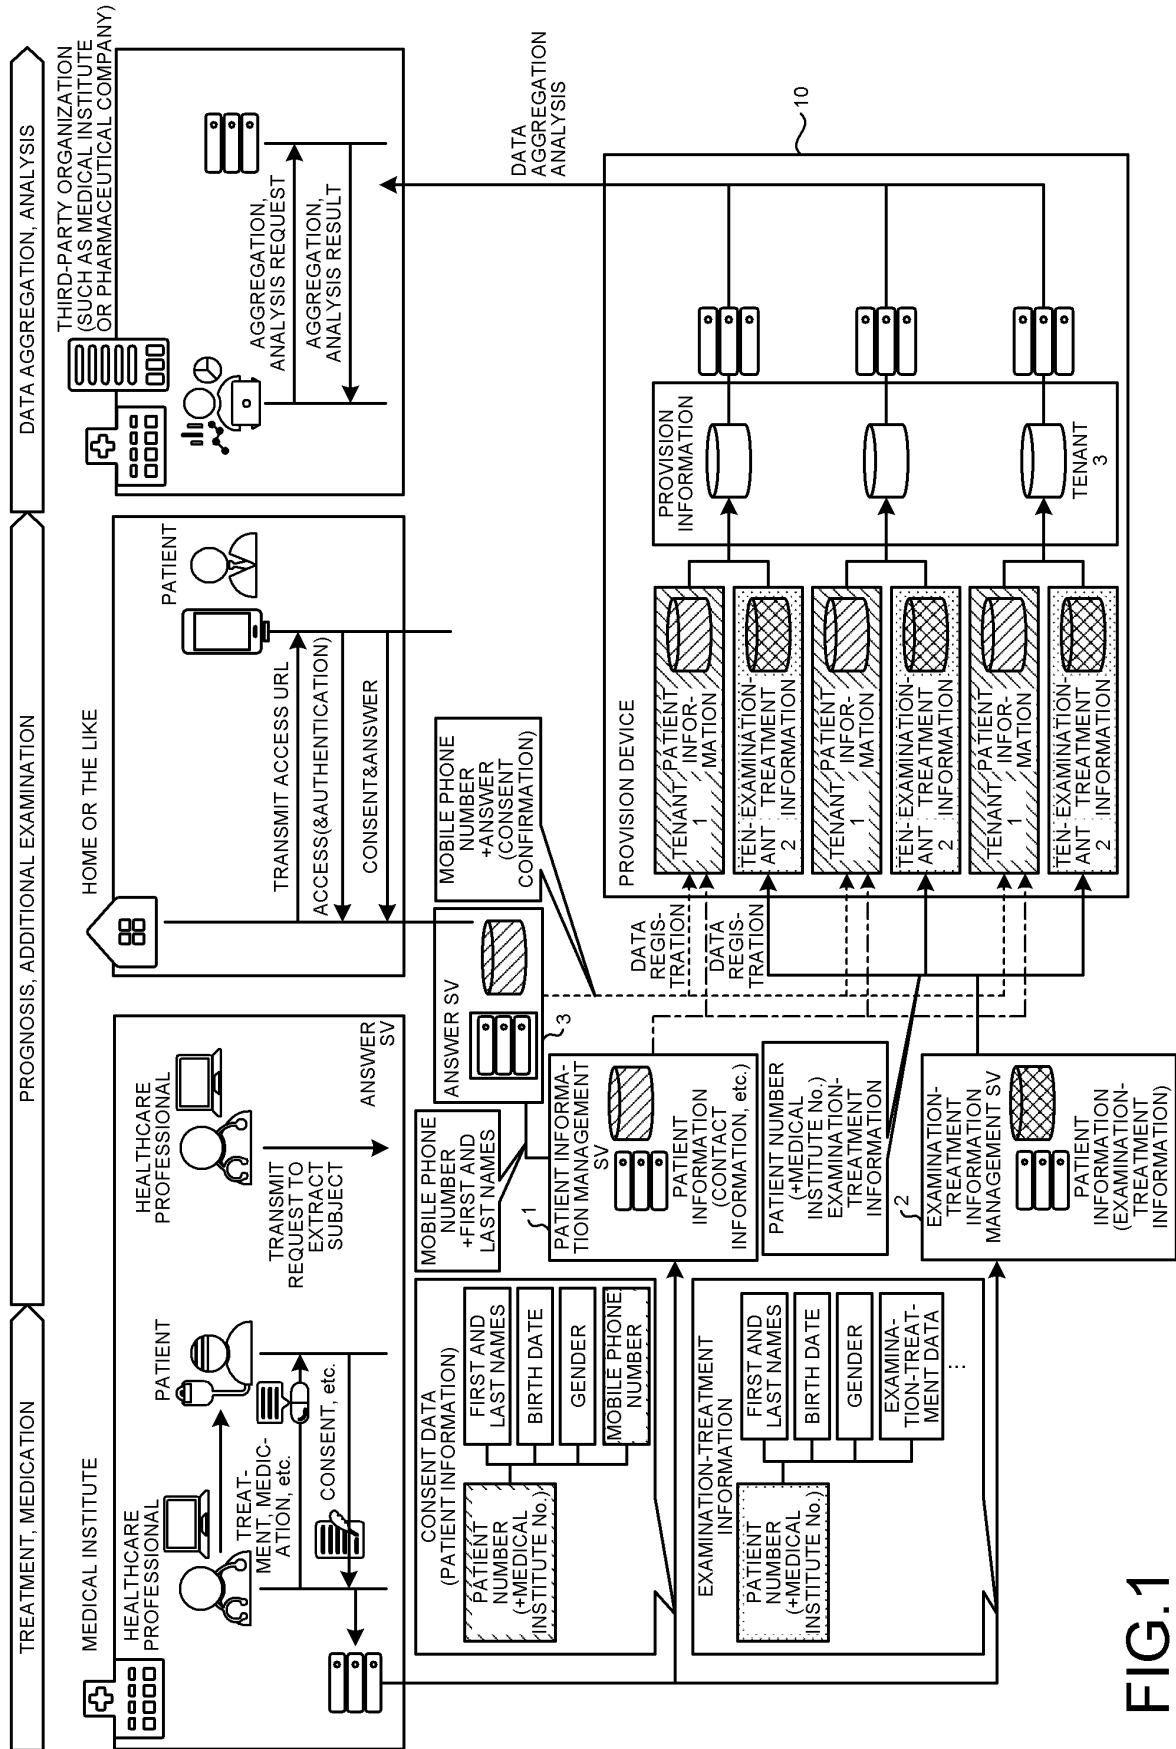 TREATMENT, MEDICATION
PROGNOSIS, ADDITIONAL EXAMINATION
DATA AGGREGATION, ANALYSIS
MEDICAL INSTITUTE
HEALTHCARE
PROFESSIONAL
PATIENT
TREAT-
MENT, MEDIC-
ATION, etc.
CONSENT, etc.
HEALTHCARE
PROFESSIONAL
TRANSMIT
REQUEST TO
EXTRACT
SUBJECT
ANSWER
SV
HOME OR THE LIKE
PATIENT
TRANSMIT ACCESS URL
ACCESS(&AUTHENTICATION)
CONSENT&ANSWER
THIRD-PARTY ORGANIZATION
(SUCH AS MEDICAL INSTITUTE
OR PHARMACEUTICAL COMPANY)
AGGREGATION,
ANALYSIS REQUEST
AGGREGATION,
ANALYSIS RESULT
CONSENT DATA
(PATIENT INFORMATION)
PATIENT
NUMBER
(+MEDICAL
INSTITUTE No.)
FIRST AND
LAST NAMES
BIRTH DATE
GENDER
MOBILE PHONE
NUMBER
MOBILE PHONE
NUMBER
+FIRST AND
LAST NAMES
ANSWER SV
3
MOBILE PHONE
NUMBER
+ANSWER
(CONSENT
CONFIRMATION)
1
PATIENT INFORMA-
TION MANAGEMENT
SV
PATIENT
INFORMATION
(CONTACT
INFORMATION, etc.)
EXAMINATION-TREATMENT
INFORMATION
PATIENT
NUMBER
(+MEDICAL
INSTITUTE No.)
FIRST AND
LAST NAMES
BIRTH DATE
GENDER
EXAMINA-
TION-TREAT-
MENT DATA
...
PATIENT NUMBER
(+MEDICAL
INSTITUTE No.)
EXAMINATION-
TREATMENT
INFORMATION
2
EXAMINATION-
TREATMENT
INFORMATION
MANAGEMENT SV
PATIENT
INFORMATION
(EXAMINATION-
TREATMENT
INFORMATION)
DATA
REGIS-
TRATION
DATA
REGIS-
TRATION
DATA
AGGREGATION
ANALYSIS
10
PROVISION DEVICE
TENANT
1
PATIENT
INFOR-
MATION
TEN-
ANT
2
EXAMINATION-
TREATMENT
INFORMATION
TENANT
1
PATIENT
INFOR-
MATION
TEN-
ANT
2
EXAMINATION-
TREATMENT
INFORMATION
TENANT
1
PATIENT
INFOR-
MATION
TEN-
ANT
2
EXAMINATION-
TREATMENT
INFORMATION
PROVISION
INFORMATION
TENANT
3
FIG.1